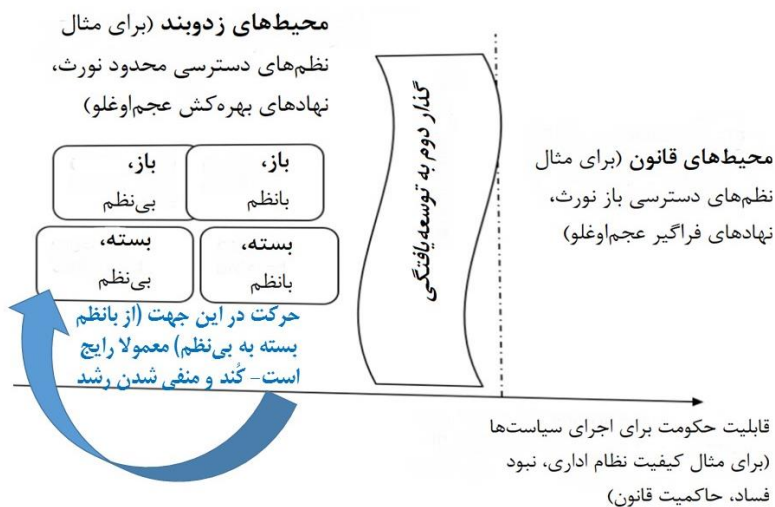 محیط‌های زدوبند (برای مثال
نظم‌های دسترسی محدود نورث،
نهادهای بهره‌کش عجم‌اوغلو)
باز،
بانظم
باز،
بی‌نظم
بسته،
بانظم
بسته،
بی‌نظم
حرکت در این جهت (از بانظم
بسته به بی‌نظم) معمولا رایج
است- کُند و منفی شدن رشد
گذار دوم به توسعه‌یافتگی
محیط‌های قانون (برای مثال
نظم‌های دسترسی باز نورث،
نهادهای فراگیر عجم‌اوغلو)
قابلیت حکومت برای اجرای سیاست‌ها
(برای مثال کیفیت نظام اداری، نبود
فساد، حاکمیت قانون)